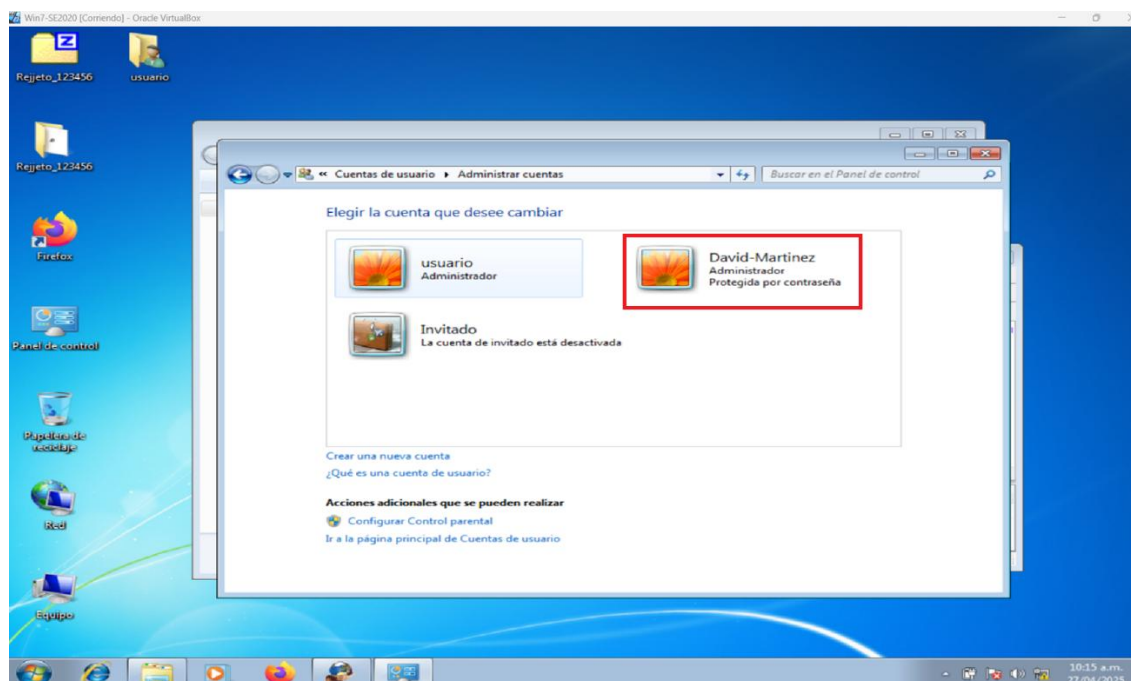 Win7-SE2020 [Corriendo] - Oracle VirtualBox
Rejjeto_123456
usuario
Rejjeto_123456
Firefox
Panel de control
Papelera de
reciclaje
Red
Equipo
« Cuentas de usuario ▸ Administrar cuentas
Buscar en el Panel de control
Elegir la cuenta que desee cambiar
usuario
Administrador
David-Martinez
Administrador
Protegida por contraseña
Invitado
La cuenta de invitado está desactivada
Crear una nueva cuenta
¿Qué es una cuenta de usuario?
Acciones adicionales que se pueden realizar
Configurar Control parental
Ir a la página principal de Cuentas de usuario
10:15 a.m.
27/04/2025